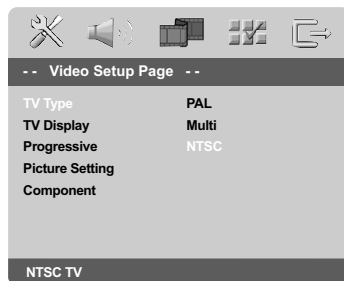 -- Video Setup Page --
TV Type PAL
TV Display Multi
Progressive NTSC
Picture Setting
Component
NTSC TV